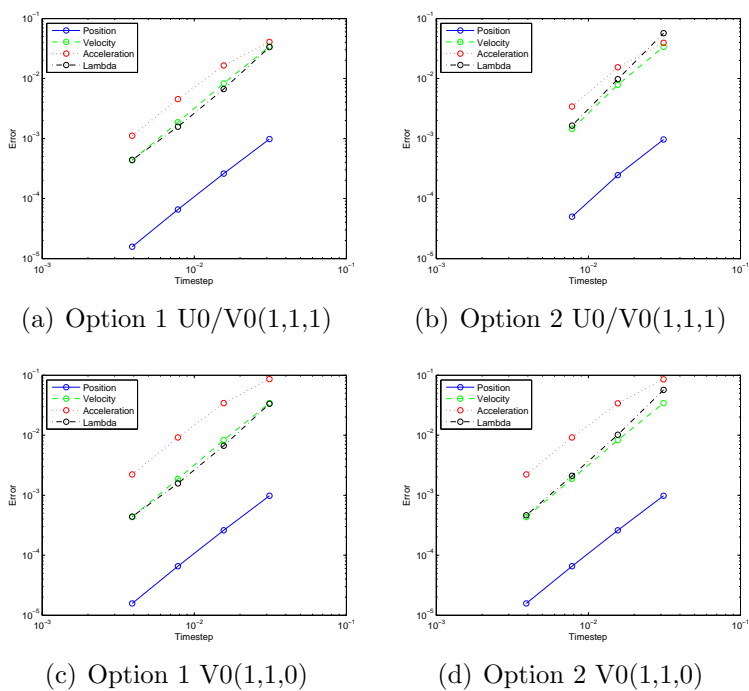 10^-1
10^-2
10^-3
10^-4
10^-5
Error
Position
Velocity
Acceleration
Lambda
10^-3
10^-2
10^-1
Timestep
(a) Option 1 U0/V0(1,1,1)
10^-1
10^-2
10^-3
10^-4
10^-5
Error
Position
Velocity
Acceleration
Lambda
10^-3
10^-2
10^-1
Timestep
(b) Option 2 U0/V0(1,1,1)
10^-1
10^-2
10^-3
10^-4
10^-5
Error
Position
Velocity
Acceleration
Lambda
10^-3
10^-2
10^-1
Timestep
(c) Option 1 V0(1,1,0)
10^-1
10^-2
10^-3
10^-4
10^-5
Error
Position
Velocity
Acceleration
Lambda
10^-3
10^-2
10^-1
Timestep
(d) Option 2 V0(1,1,0)